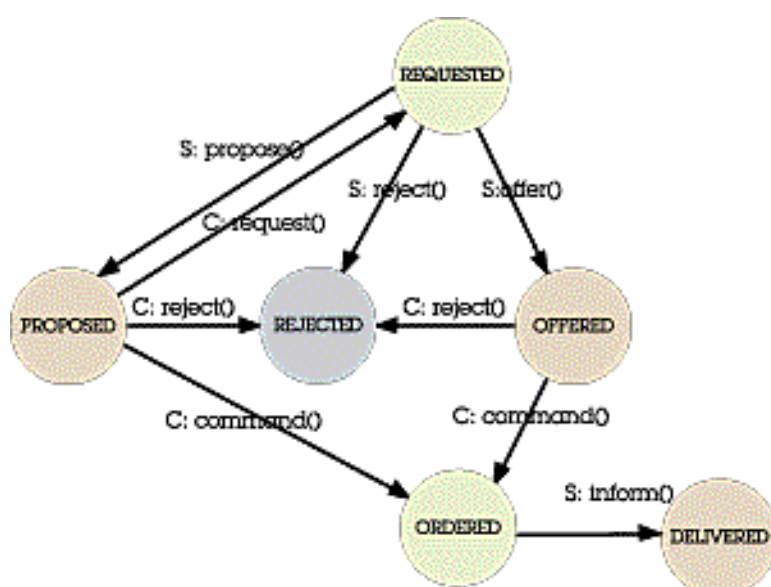 REQUESTED
S: propose()
S: reject()
S:offer()
C: request()
C: reject()
C: reject()
PROPOSED
REJECTED
OFFERED
C: command()
C: command()
S: inform()
ORDERED
DELIVERED